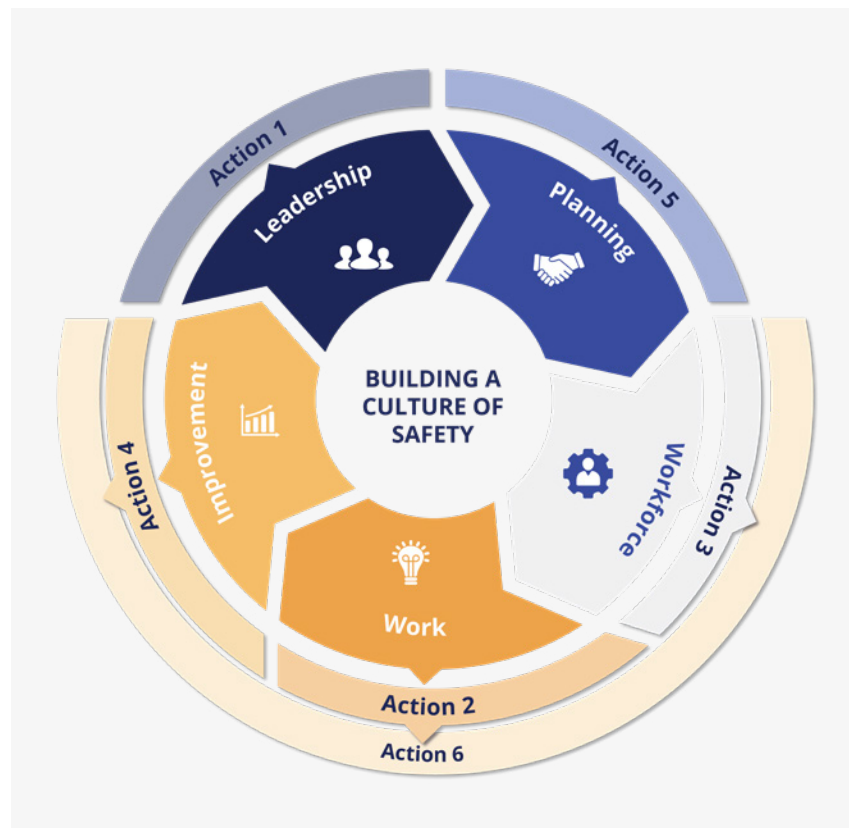 Action 1
Action 5
Leadership
Planning
BUILDING A
CULTURE OF
SAFETY
Improvement
Workforce
Action 4
Action 3
Work
Action 2
Action 6